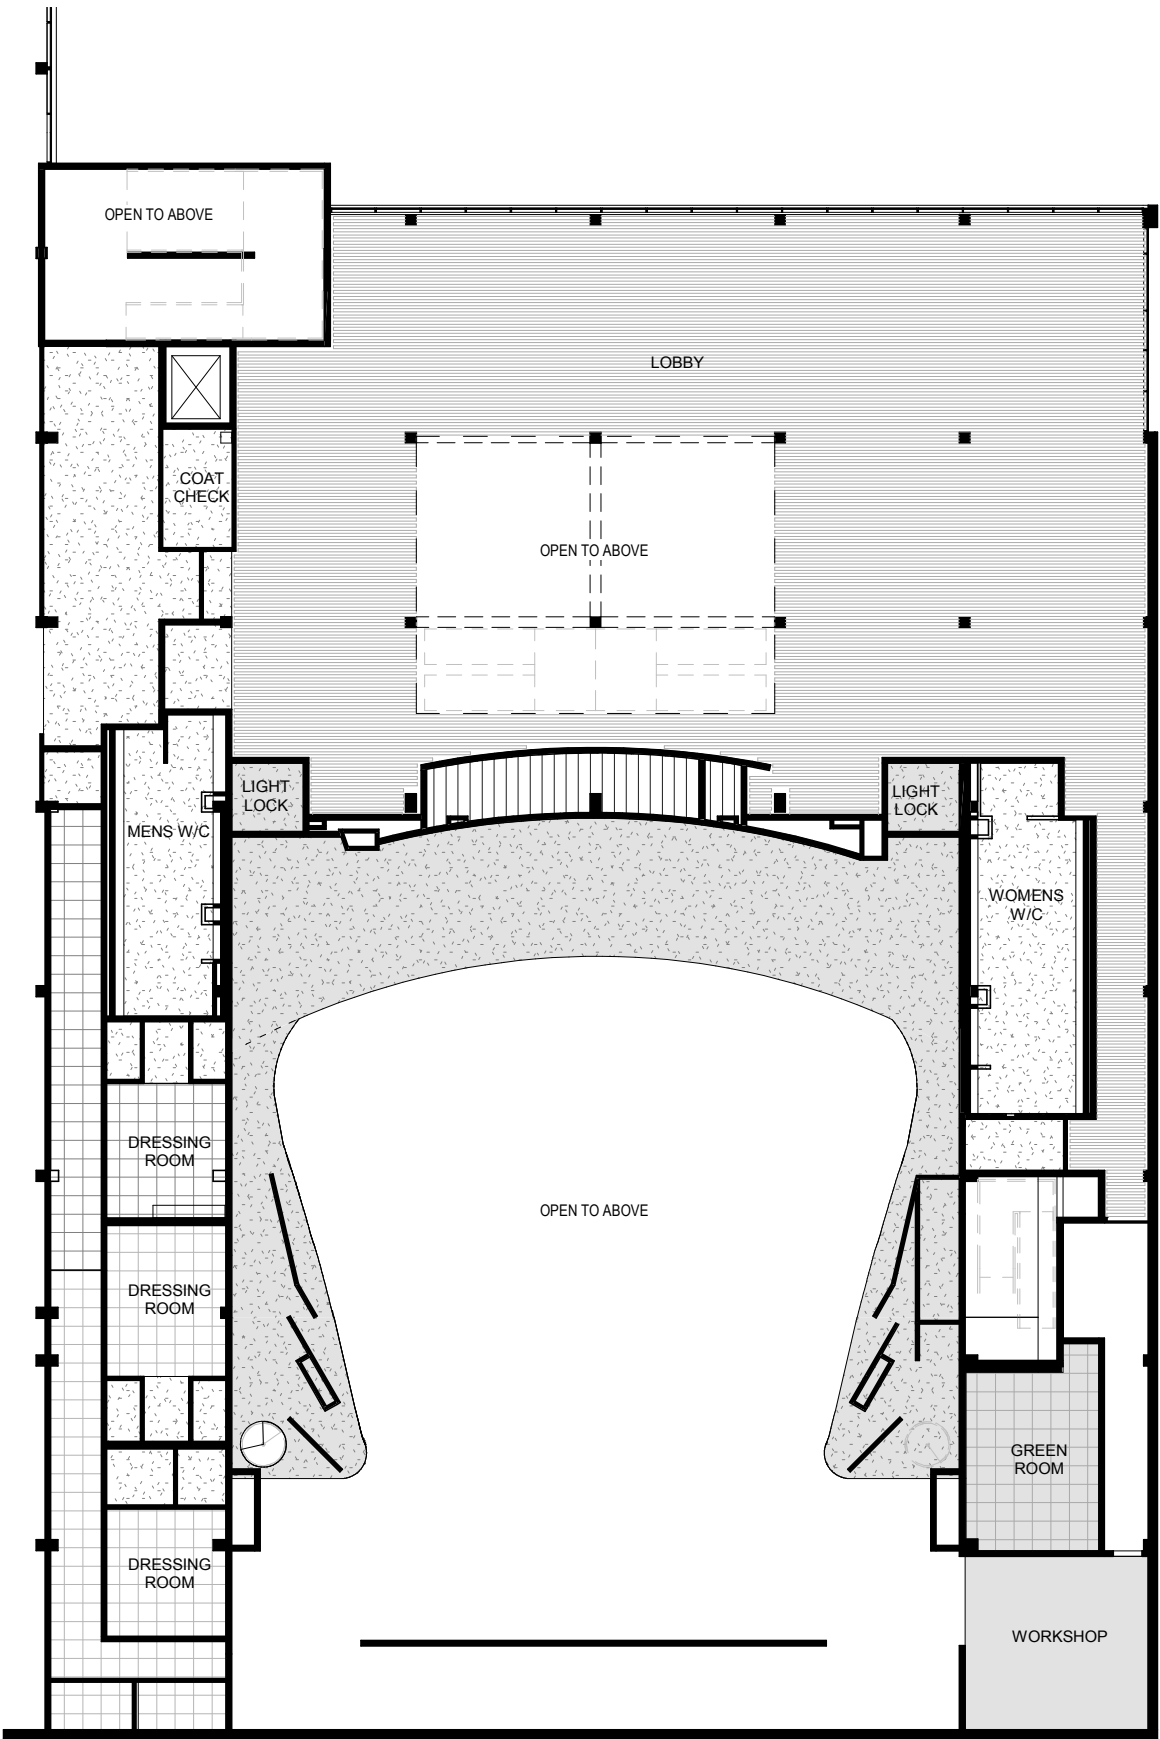 OPEN TO ABOVE
LOBBY
COAT
CHECK
OPEN TO ABOVE
LIGHT
LOCK
LIGHT
LOCK
MENS W/C
WOMENS
W/C
DRESSING
ROOM
OPEN TO ABOVE
DRESSING
ROOM
GREEN
ROOM
DRESSING
ROOM
WORKSHOP